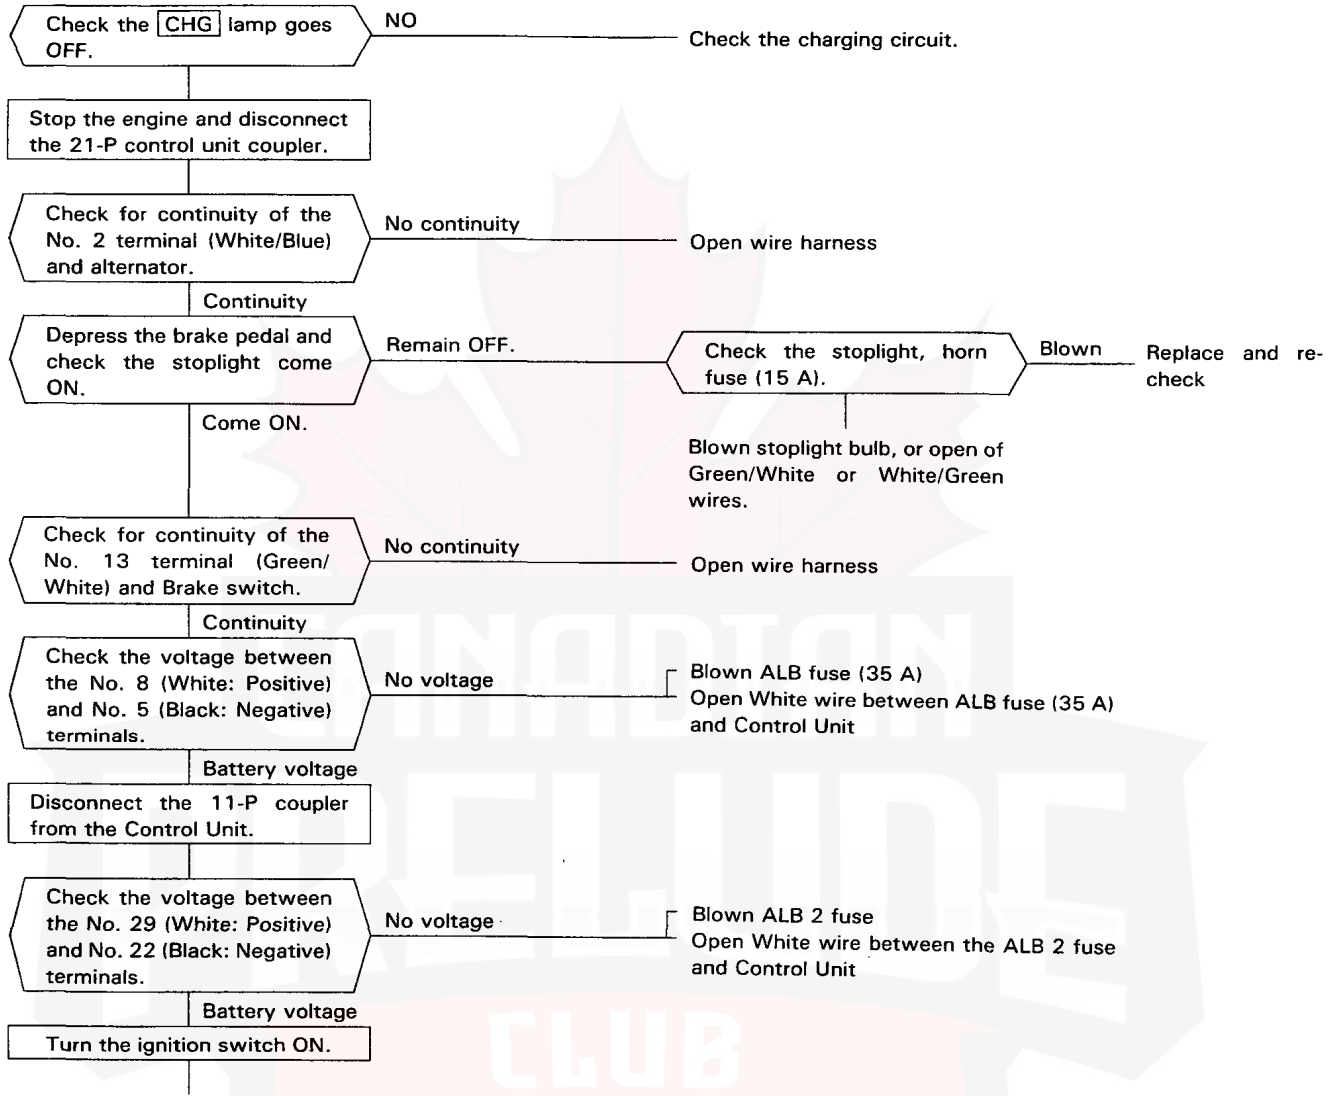 Check the CHG lamp goes
OFF.
NO
Check the charging circuit.
Stop the engine and disconnect
the 21-P control unit coupler.
Check for continuity of the
No. 2 terminal (White/Blue)
and alternator.
No continuity
Open wire harness
Continuity
Depress the brake pedal and
check the stoplight come
ON.
Remain OFF.
Check the stoplight, horn
fuse (15 A).
Blown
Replace and re-
check
Come ON.
Blown stoplight bulb, or open of
Green/White or White/Green
wires.
Check for continuity of the
No. 13 terminal (Green/
White) and Brake switch.
No continuity
Open wire harness
Continuity
Check the voltage between
the No. 8 (White: Positive)
and No. 5 (Black: Negative)
terminals.
No voltage
Blown ALB fuse (35 A)
Open White wire between ALB fuse (35 A)
and Control Unit
Battery voltage
Disconnect the 11-P coupler
from the Control Unit.
Check the voltage between
the No. 29 (White: Positive)
and No. 22 (Black: Negative)
terminals.
No voltage
Blown ALB 2 fuse
Open White wire between the ALB 2 fuse
and Control Unit
Battery voltage
Turn the ignition switch ON.
CANADIAN
PRELUDE
CLUB